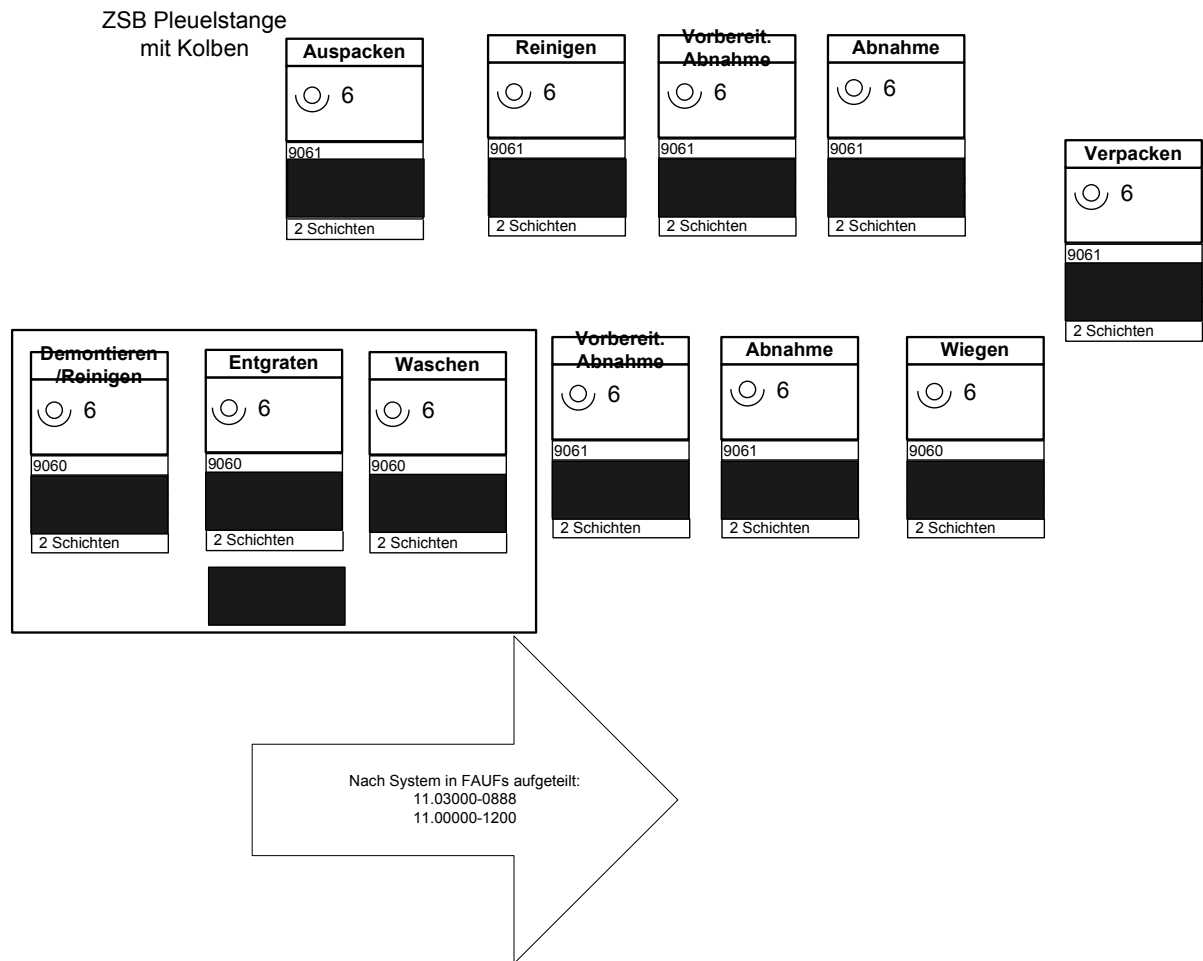 ZSB Pleuelstange
mit Kolben
Auspacken
6
9061
2 Schichten
Reinigen
6
9061
2 Schichten
Vorbereit.
Abnahme
6
9061
2 Schichten
Abnahme
6
9061
2 Schichten
Verpacken
6
9061
2 Schichten
Demontieren
/Reinigen
6
9060
2 Schichten
Entgraten
6
9060
2 Schichten
Waschen
6
9060
2 Schichten
Vorbereit.
Abnahme
6
9061
2 Schichten
Abnahme
6
9061
2 Schichten
Wiegen
6
9060
2 Schichten
Nach System in FAUFs aufgeteilt:
11.03000-0888
11.00000-1200